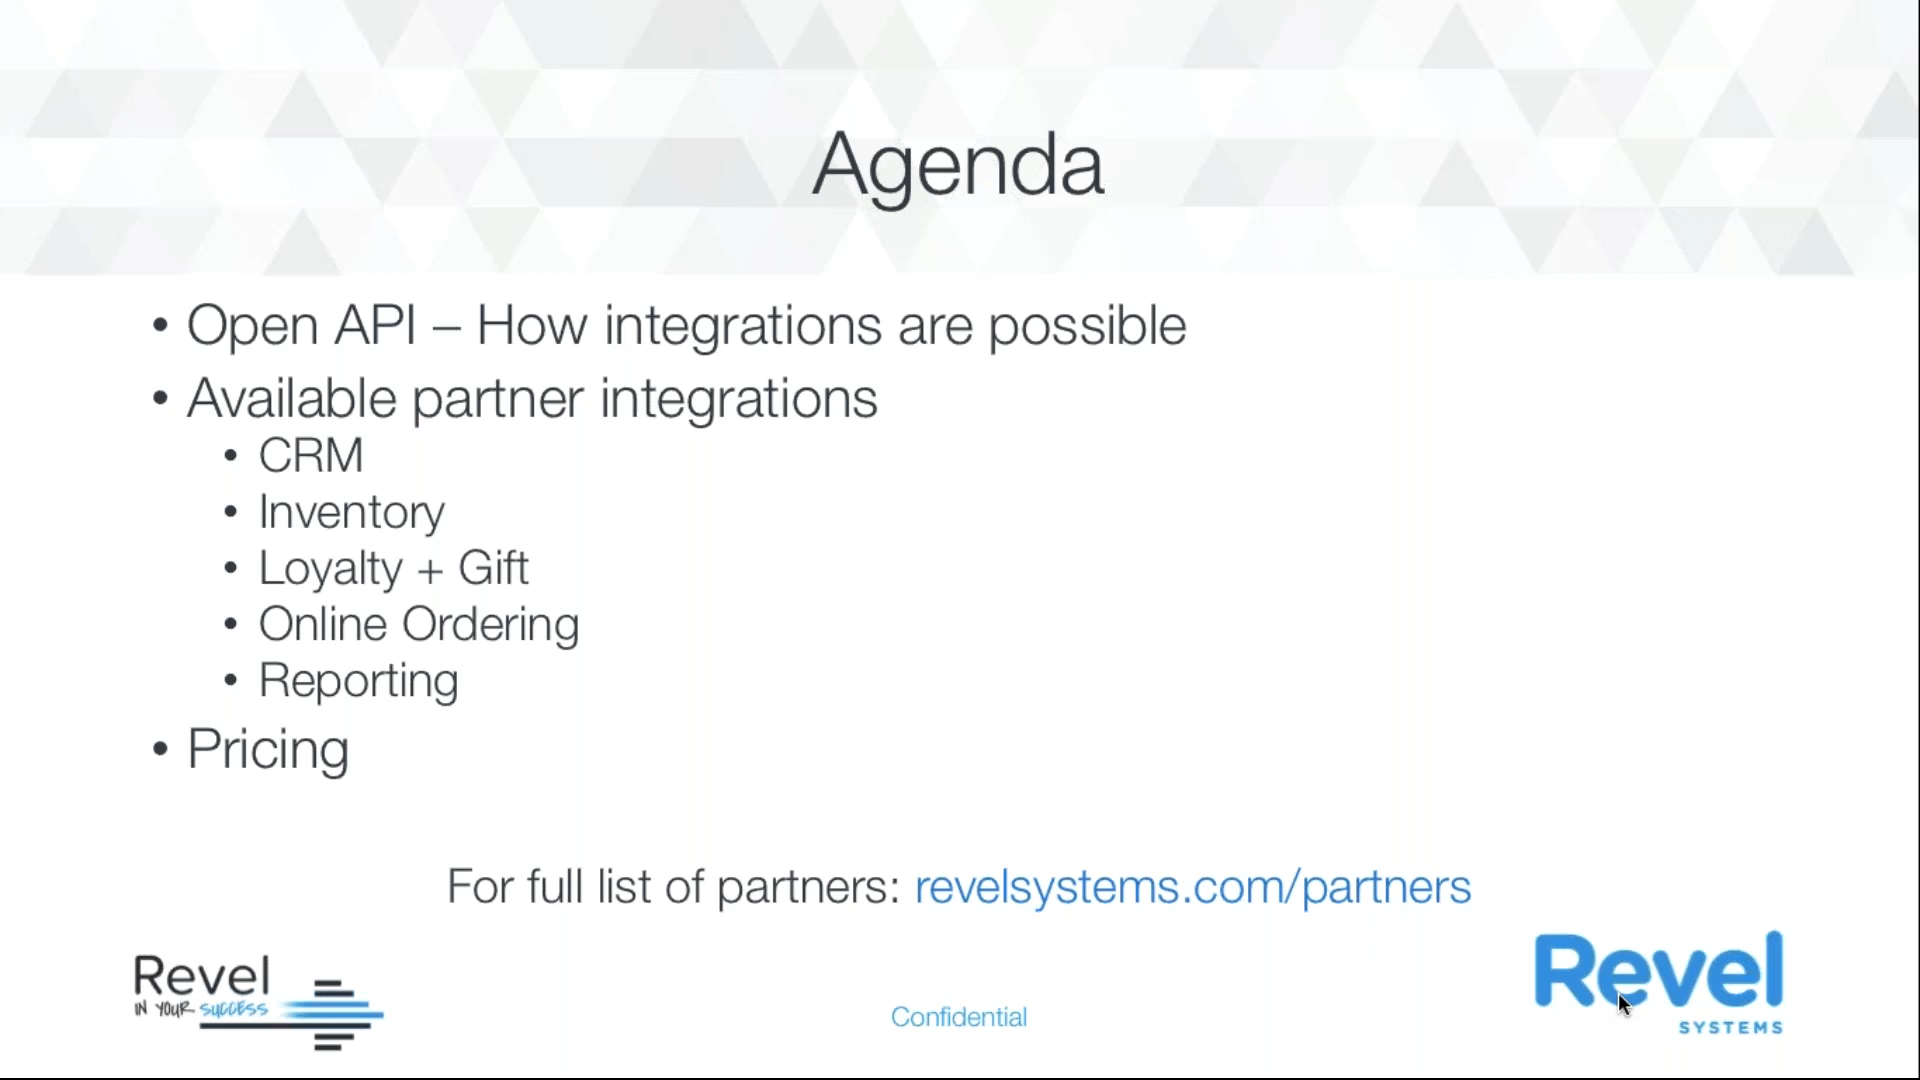 Agenda
• Open API – How integrations are possible
• Available partner integrations
• CRM
• Inventory
• Loyalty + Gift
• Online Ordering
• Reporting
• Pricing
For full list of partners: revelsystems.com/partners
Revel
IN YOUR SUCCESS
Confidential
Revel
SYSTEMS